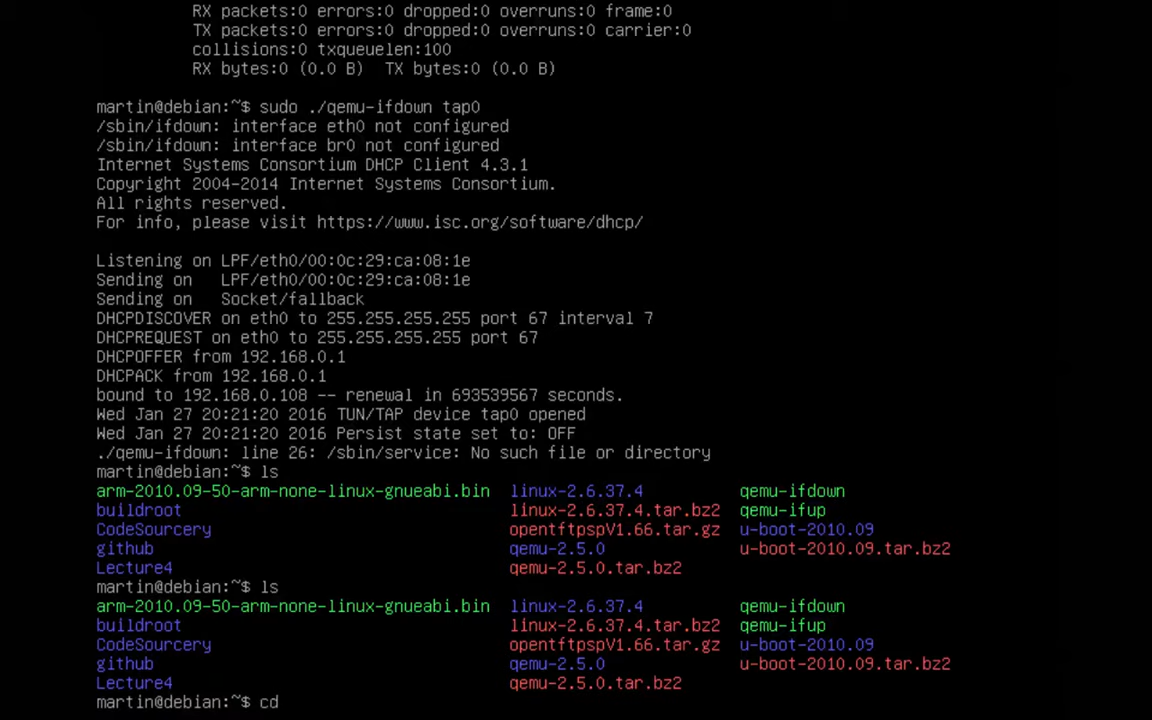 RX packets:0 errors:0 dropped:0 overruns:0 frame:0
TX packets:0 errors:0 dropped:0 overruns:0 carrier:0
collisions:0 txqueuelen:100
RX bytes:0 (0.0 B)  TX bytes:0 (0.0 B)
martin@debian:~$ sudo ./qemu-ifdown tap0
/sbin/ifdown: interface eth0 not configured
/sbin/ifdown: interface br0 not configured
Internet Systems Consortium DHCP Client 4.3.1
Copyright 2004-2014 Internet Systems Consortium.
All rights reserved.
For info, please visit https://www.isc.org/software/dhcp/
Listening on LPF/eth0/00:0c:29:ca:08:1e
Sending on   LPF/eth0/00:0c:29:ca:08:1e
Sending on   Socket/fallback
DHCPDISCOVER on eth0 to 255.255.255.255 port 67 interval 7
DHCPREQUEST on eth0 to 255.255.255.255 port 67
DHCPOFFER from 192.168.0.1
DHCPACK from 192.168.0.1
bound to 192.168.0.108 -- renewal in 693539567 seconds.
Wed Jan 27 20:21:20 2016 TUN/TAP device tap0 opened
Wed Jan 27 20:21:20 2016 Persist state set to: OFF
./qemu-ifdown: line 26: /sbin/service: No such file or directory
martin@debian:~$ ls
arm-2010.09-50-arm-none-linux-gnueabi.bin  linux-2.6.37.4          qemu-ifdown
buildroot                                  linux-2.6.37.4.tar.bz2  qemu-ifup
CodeSourcery                               opentftpspV1.66.tar.gz  u-boot-2010.09
github                                     qemu-2.5.0              u-boot-2010.09.tar.bz2
Lecture4                                   qemu-2.5.0.tar.bz2
martin@debian:~$ ls
arm-2010.09-50-arm-none-linux-gnueabi.bin  linux-2.6.37.4          qemu-ifdown
buildroot                                  linux-2.6.37.4.tar.bz2  qemu-ifup
CodeSourcery                               opentftpspV1.66.tar.gz  u-boot-2010.09
github                                     qemu-2.5.0              u-boot-2010.09.tar.bz2
Lecture4                                   qemu-2.5.0.tar.bz2
martin@debian:~$ cd